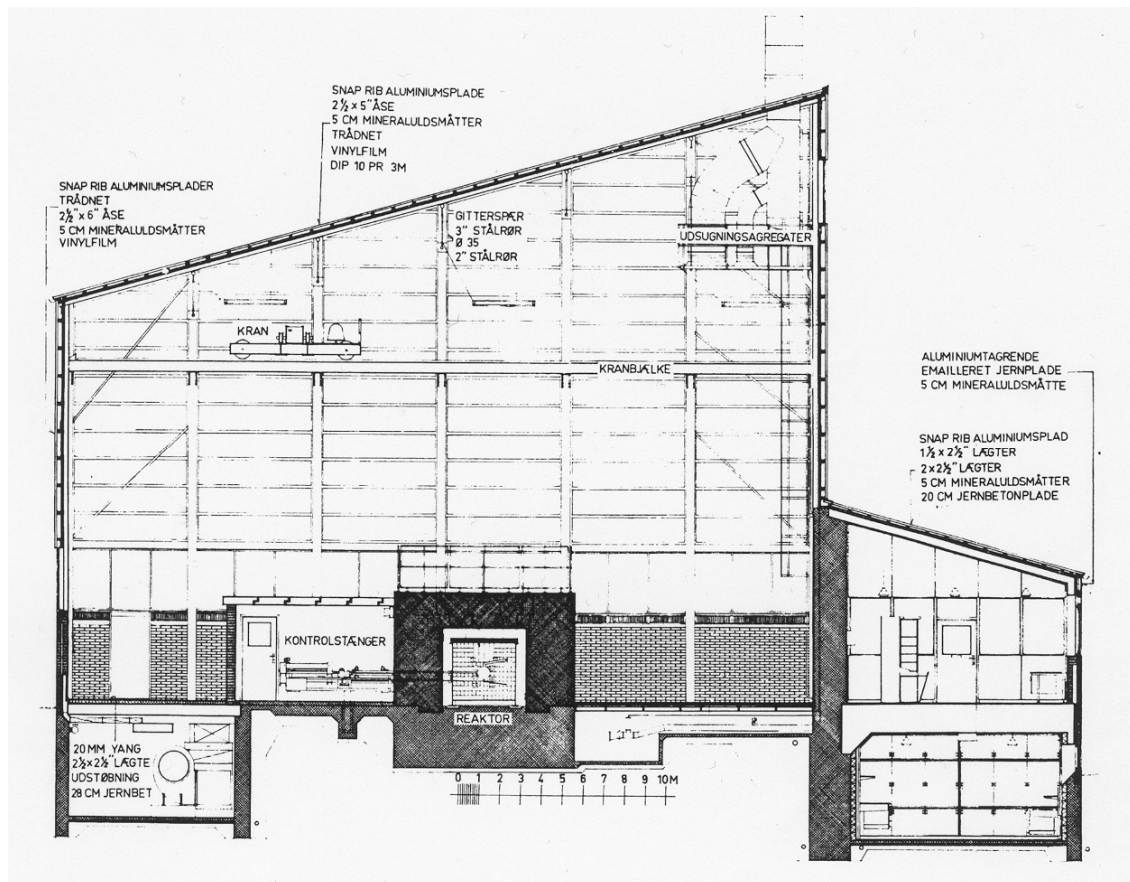 SNAP RIB ALUMINIUMSPLADE
2½ x 5" ÅSE
5 CM MINERALULDSMÅTTER
TRÅDNET
VINYLFILM
DIP 10 PR 3M
SNAP RIB ALUMINIUMSPLADER
TRÅDNET
2½" x 6" ÅSE
5 CM MINERALULDSMÅTTER
VINYLFILM
GITTERSPÆR
3" STÅLRØR
Ø 35
2" STÅLRØR
UDSUGNINGSAGREGATER
KRAN
KRANBJÆLKE
ALUMINIUMTAGRENDE
EMAILLERET JERNPLADE
5 CM MINERALULDSMÅTTE
SNAP RIB ALUMINIUMSPLAD
1½ x 2½" LÆGTER
2 x 2½" LÆGTER
5 CM MINERALULDSMÅTTER
20 CM JERNBETONPLADE
KONTROLSTÆNGER
REAKTOR
20 MM YANG
2½ x 2½" LÆGTE
UDSTØBNING
28 CM JERNBET
0 1 2 3 4 5 6 7 8 9 10 M